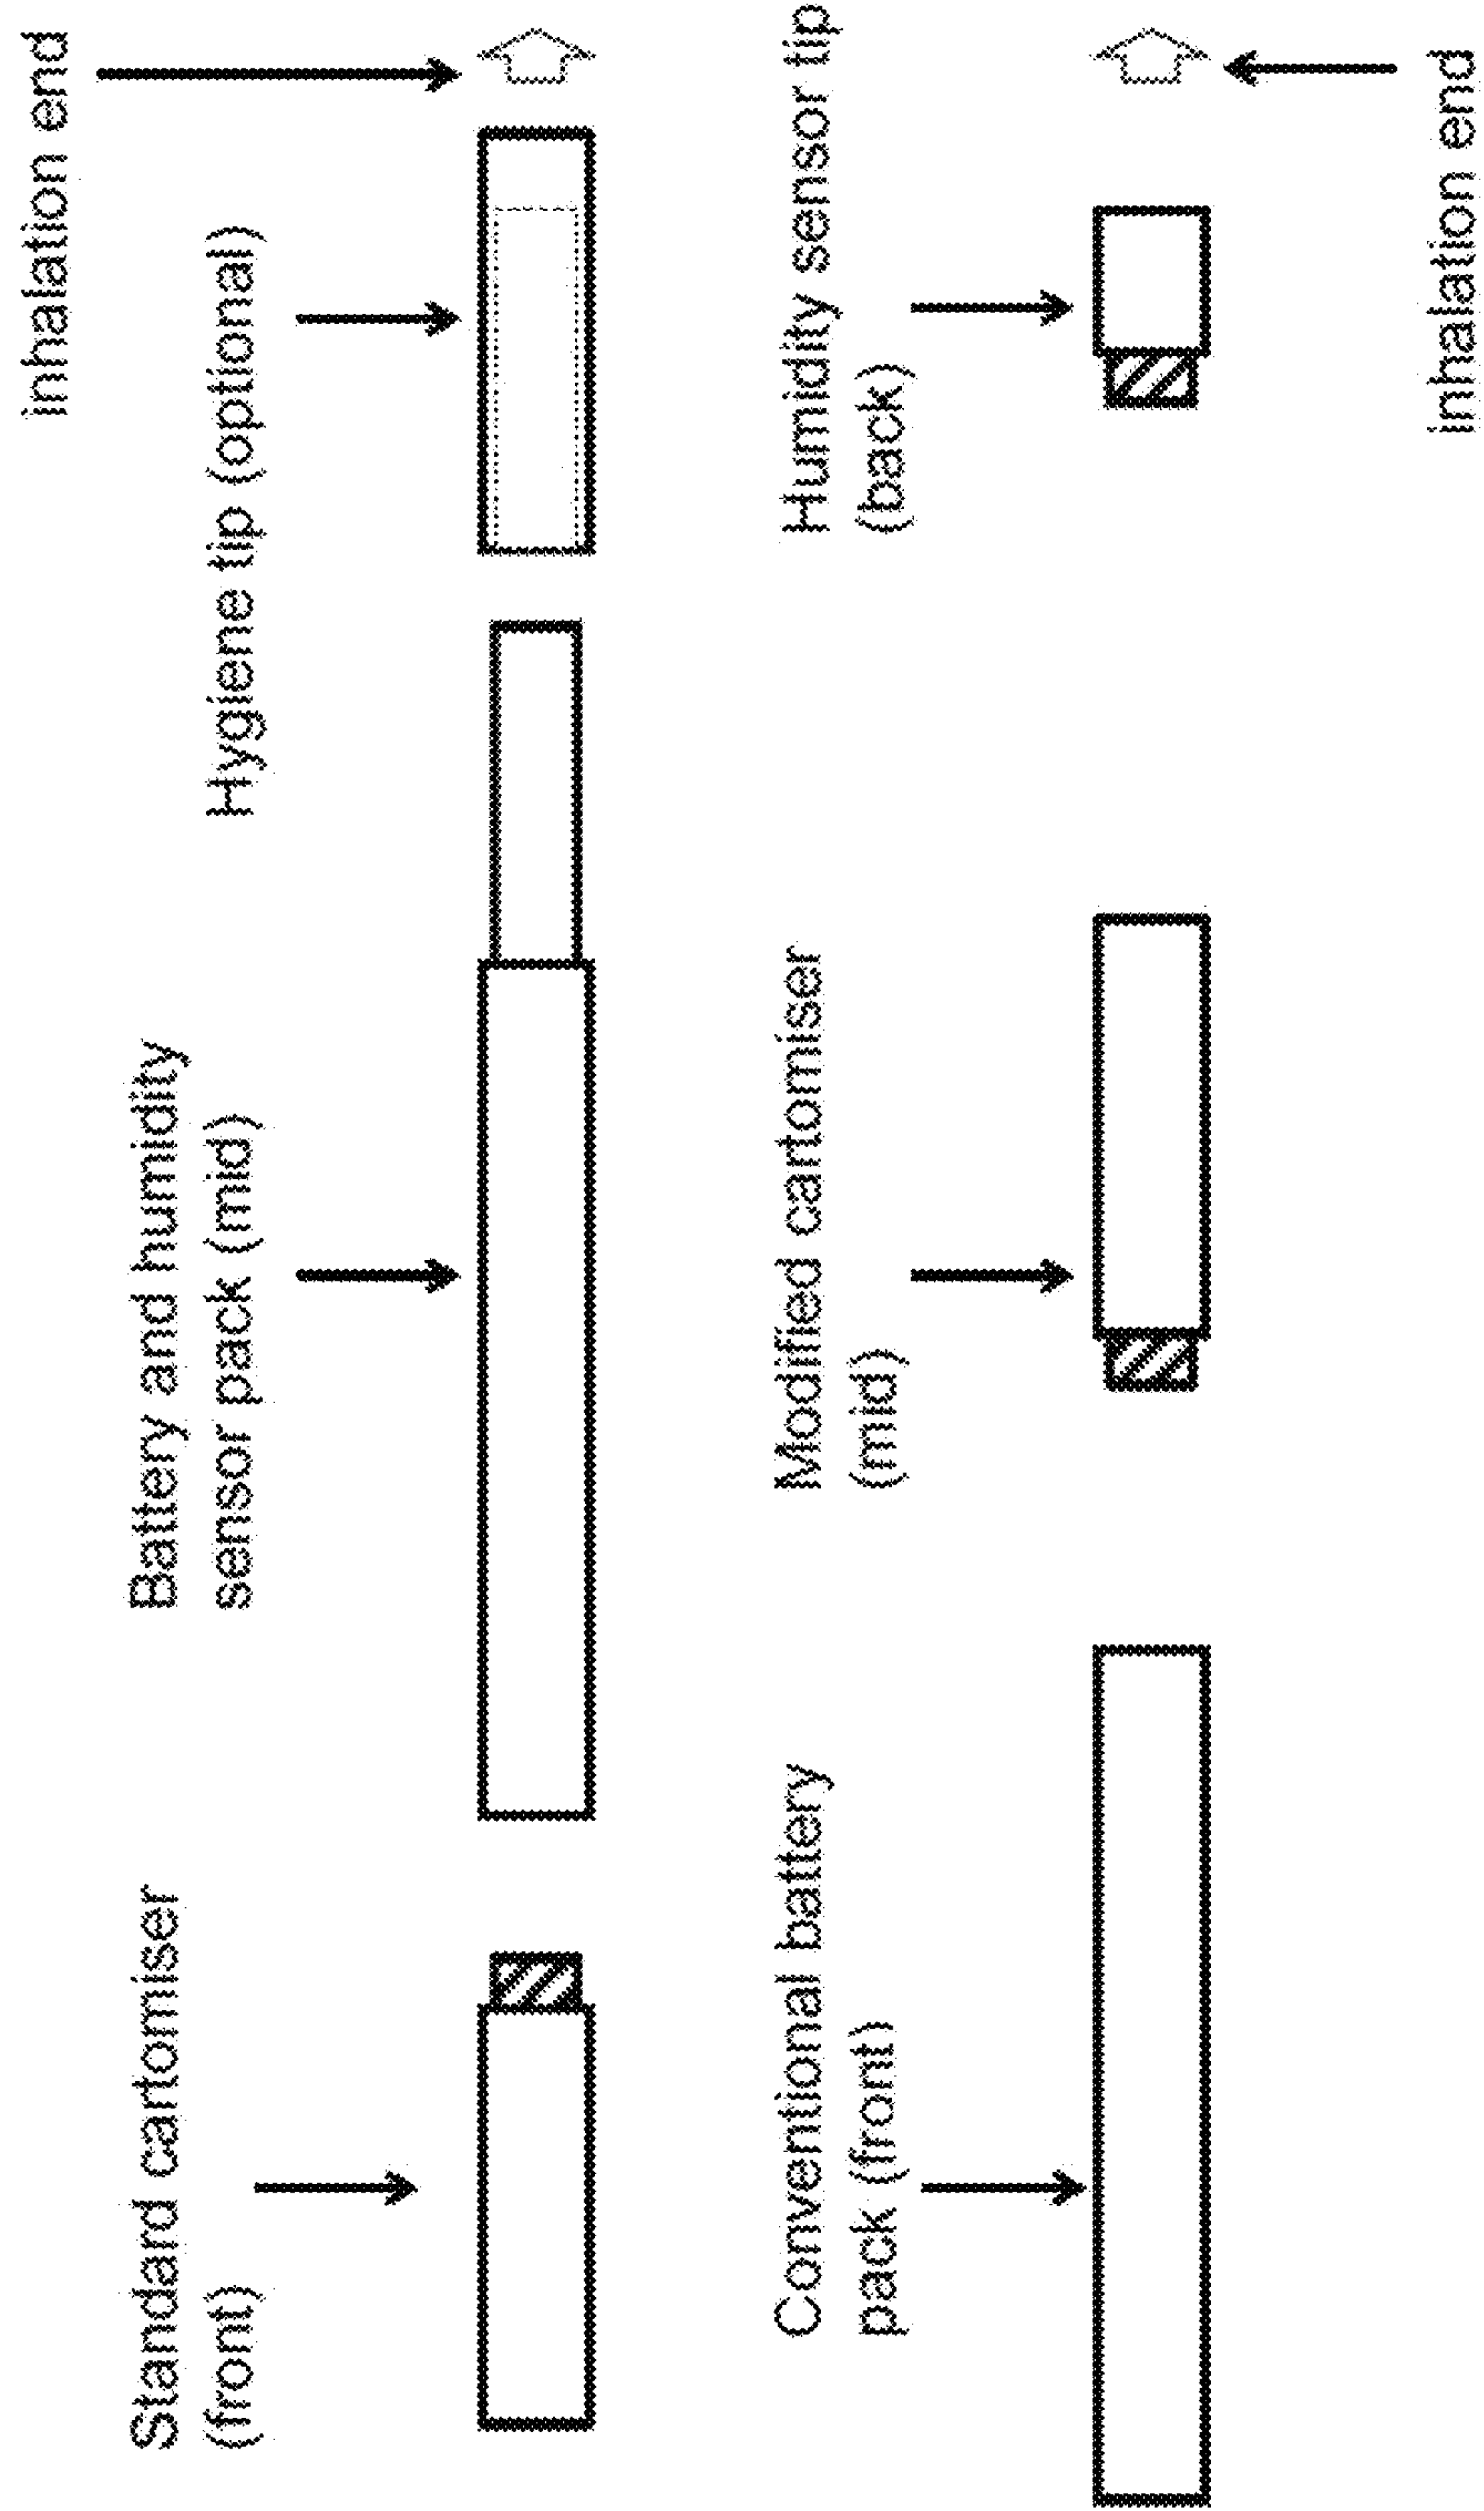 inhalation end
Hygiene tip (optional)
Battery and humidity
sensor pack (mid)
Standard cartomiser
(front)
Humidity sensor tip
(back)
Modified cartomiser
(mid)
Conventional battery
pack (front)
inhalation end